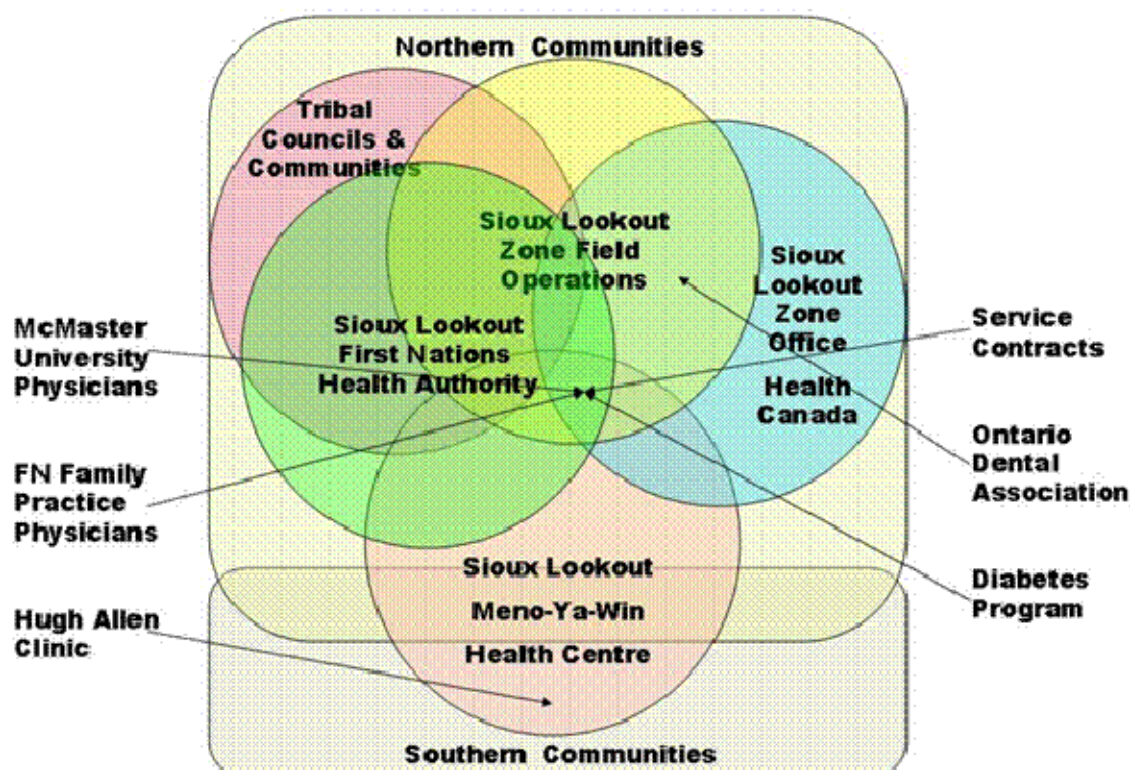 Northern Communities
Tribal
Councils &
Communities
Sioux Lookout
Zone Field
Operations
Sioux
Lookout
Zone
Office
Health
Canada
Sioux Lookout
First Nations
Health Authority
McMaster
University
Physicians
FN Family
Practice
Physicians
Hugh Allen
Clinic
Service
Contracts
Ontario
Dental
Association
Diabetes
Program
Sioux Lookout
Meno-Ya-Win
Health Centre
Southern Communities